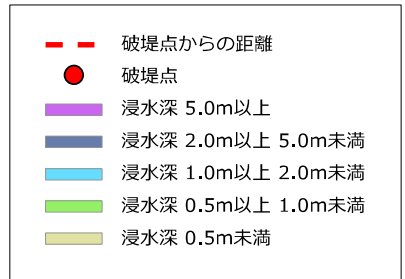 破堤点からの距離
破堤点
浸水深 5.0m以上
浸水深 2.0m以上 5.0m未満
浸水深 1.0m以上 2.0m未満
浸水深 0.5m以上 1.0m未満
浸水深 0.5m未満